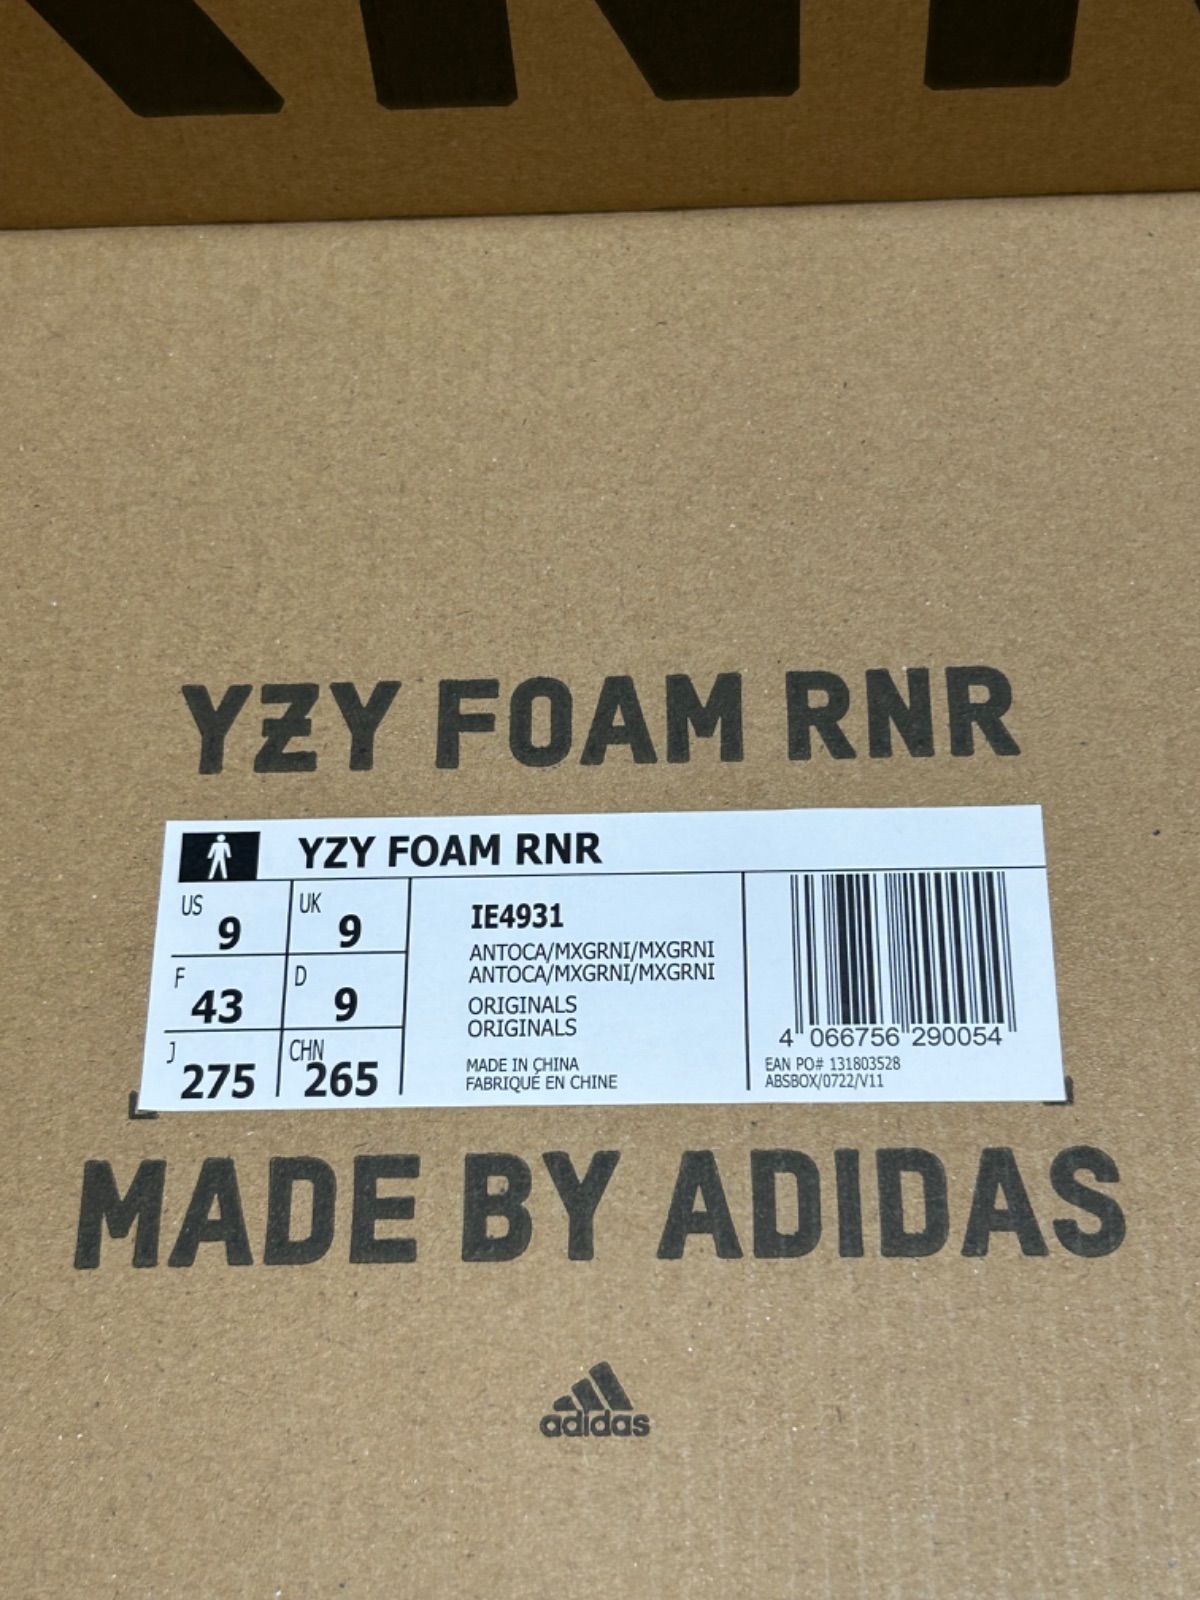 YZY FOAM RNR
YZY FOAM RNR
US 9
UK 9
F 43
D 9
J 275
CHN 265
IE4931
ANTOCA/MXGRNI/MXGRNI
ANTOCA/MXGRNI/MXGRNI
ORIGINALS
ORIGINALS
MADE IN CHINA
FABRIQUÉ EN CHINE
4 066756 290054
EAN PO# 131803528
ABSBOX/0722/V11
MADE BY ADIDAS
adidas